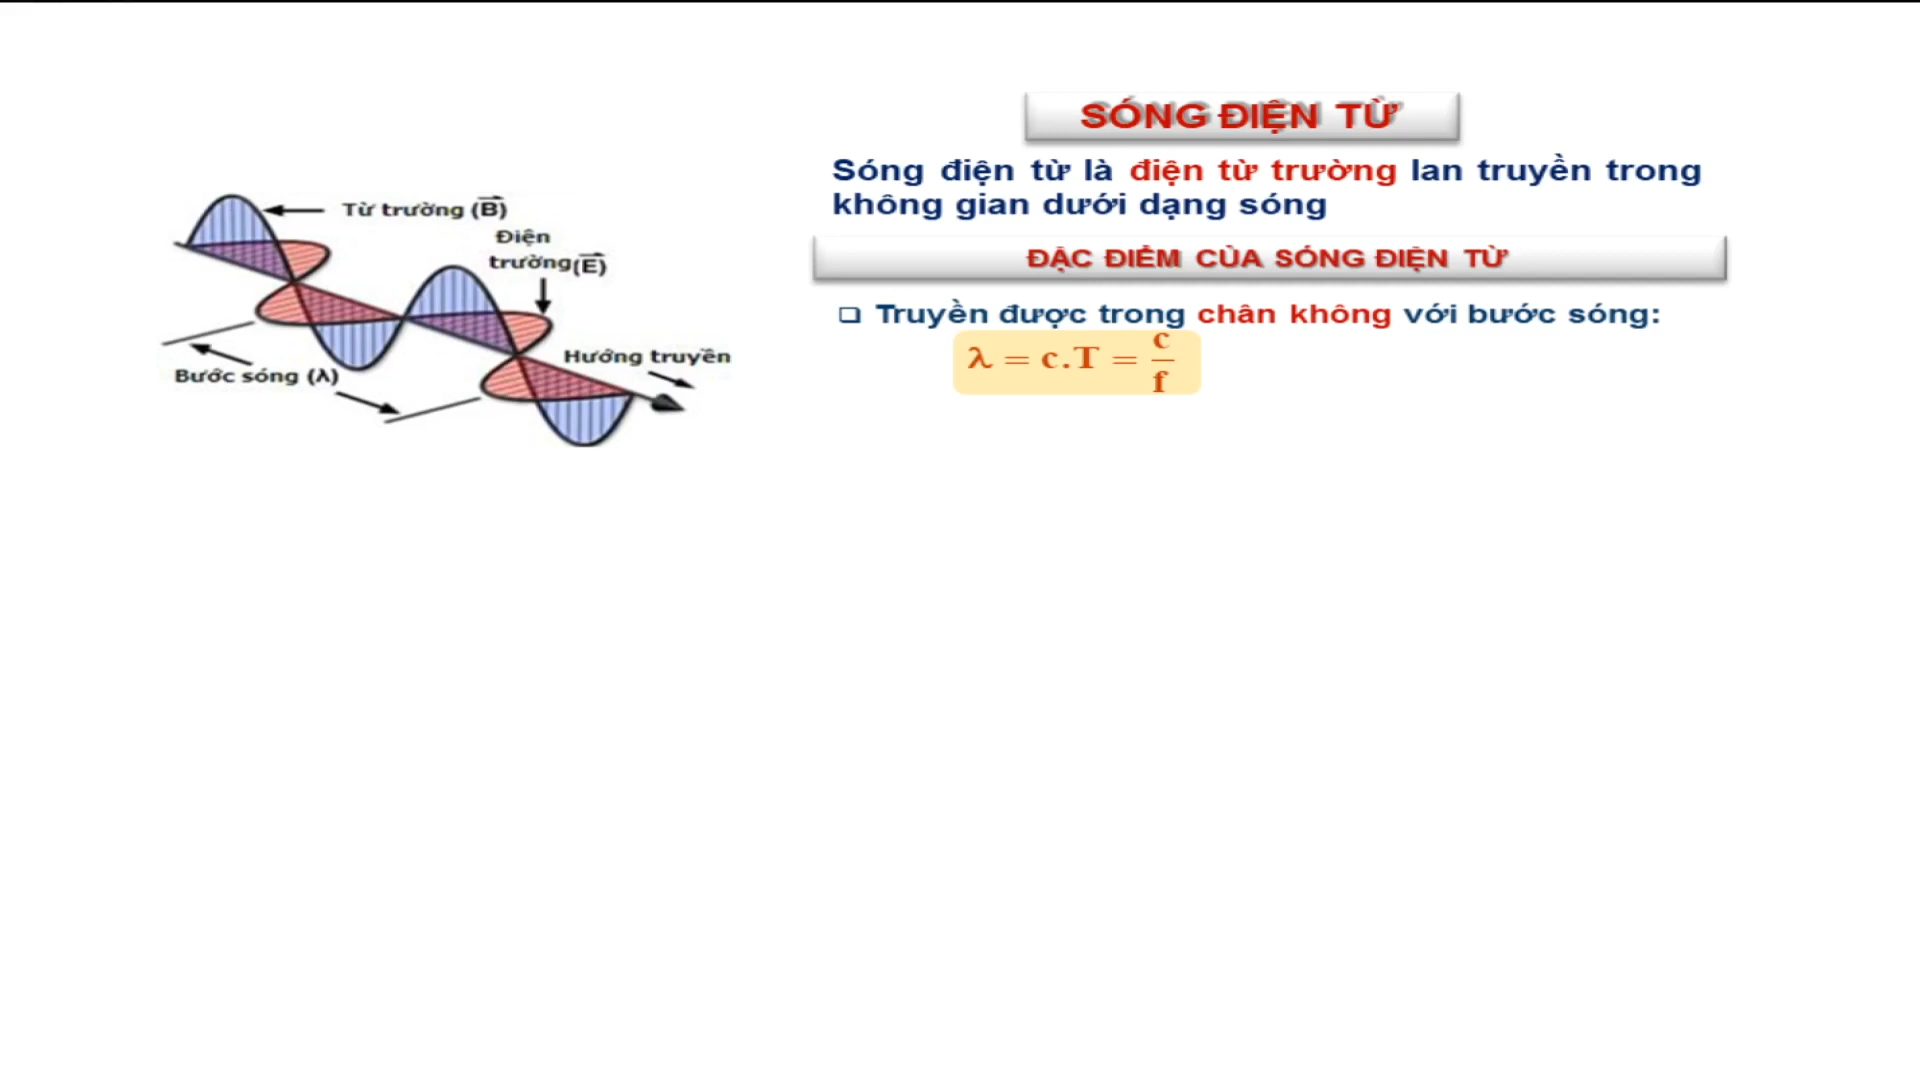 SÓNG ĐIỆN TỪ
Sóng điện từ là điện từ trường lan truyền trong
không gian dưới dạng sóng
ĐẶC ĐIỂM CỦA SÓNG ĐIỆN TỪ
❑ Truyền được trong chân không với bước sóng:
λ = c.T = c/f
Từ trường (B⃗)
Điện
trường(E⃗)
Hướng truyền
Bước sóng (λ)